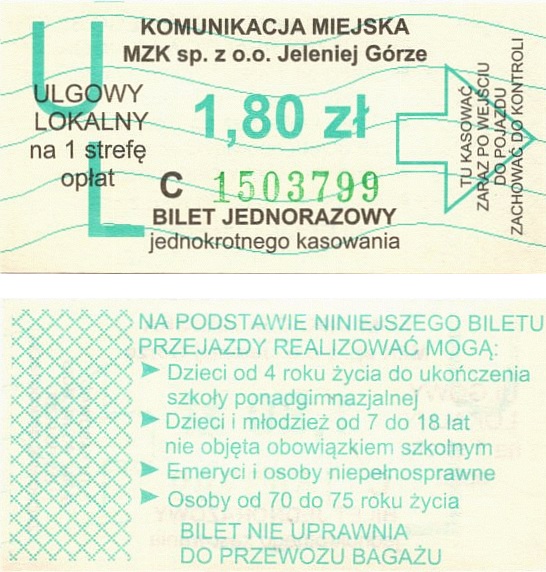 KOMUNIKACJA MIEJSKA
MZK sp. z o.o. Jeleniej Górze
U
L
ULGOWY
LOKALNY
na 1 strefę
opłat
1,80 zł
C 1503799
BILET JEDNORAZOWY
jednokrotnego kasowania
TU KASOWAĆ
ZARAZ PO WEJŚCIU
DO POJAZDU
ZACHOWAĆ DO KONTROLI
NA PODSTAWIE NINIEJSZEGO BILETU
PRZEJAZDY REALIZOWAĆ MOGĄ:
Dzieci od 4 roku życia do ukończenia
szkoły ponadgimnazjalnej
Dzieci i młodzież od 7 do 18 lat
nie objęta obowiązkiem szkolnym
Emeryci i osoby niepełnosprawne
Osoby od 70 do 75 roku życia
BILET NIE UPRAWNIA
DO PRZEWOZU BAGAŻU